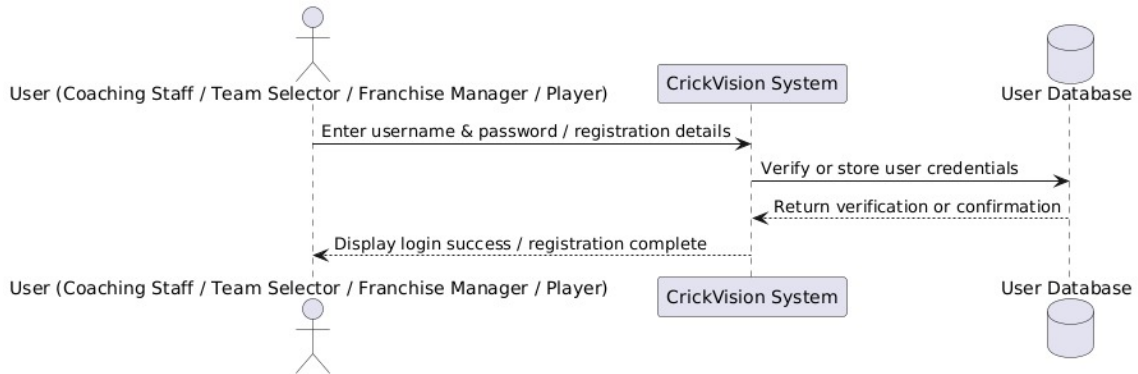 User (Coaching Staff / Team Selector / Franchise Manager / Player)
CrickVision System
User Database
Enter username & password / registration details
Verify or store user credentials
Return verification or confirmation
Display login success / registration complete
User (Coaching Staff / Team Selector / Franchise Manager / Player)
CrickVision System
User Database